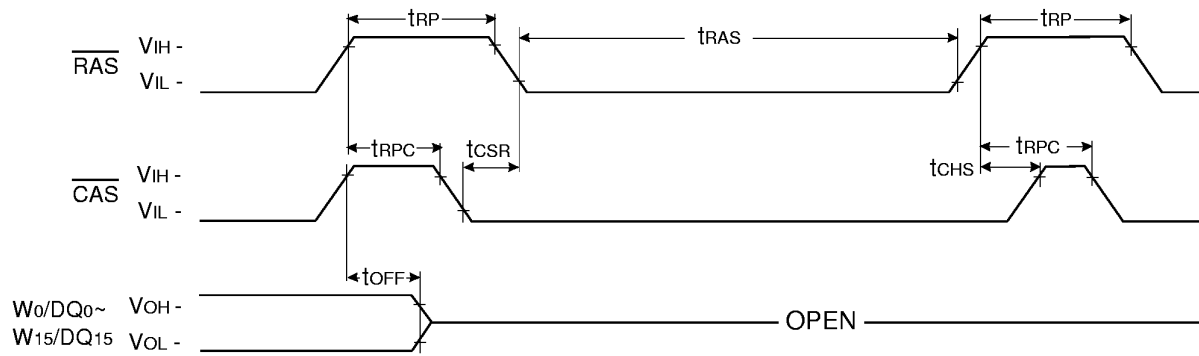 tRP tRP
RAS VIH - tRAS
VIL -
tRPC tCSR tRPC
CAS VIH - tCHS
VIL -
tOFF
W0/DQ0~ VOH -
OPEN
W15/DQ15 VOL -